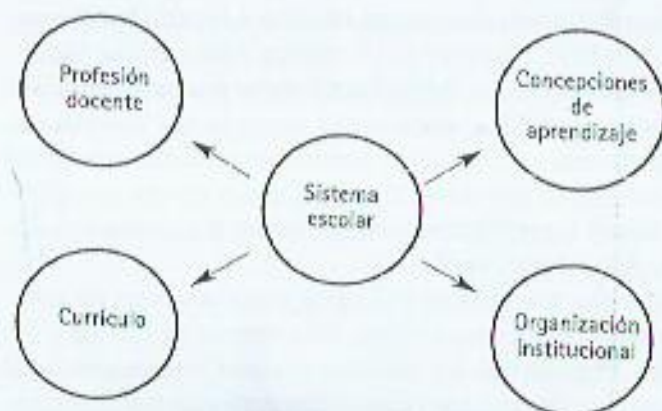 Profesión
docente
Concepciones
de
aprendizaje
Sistema
escolar
Currículo
Organización
institucional